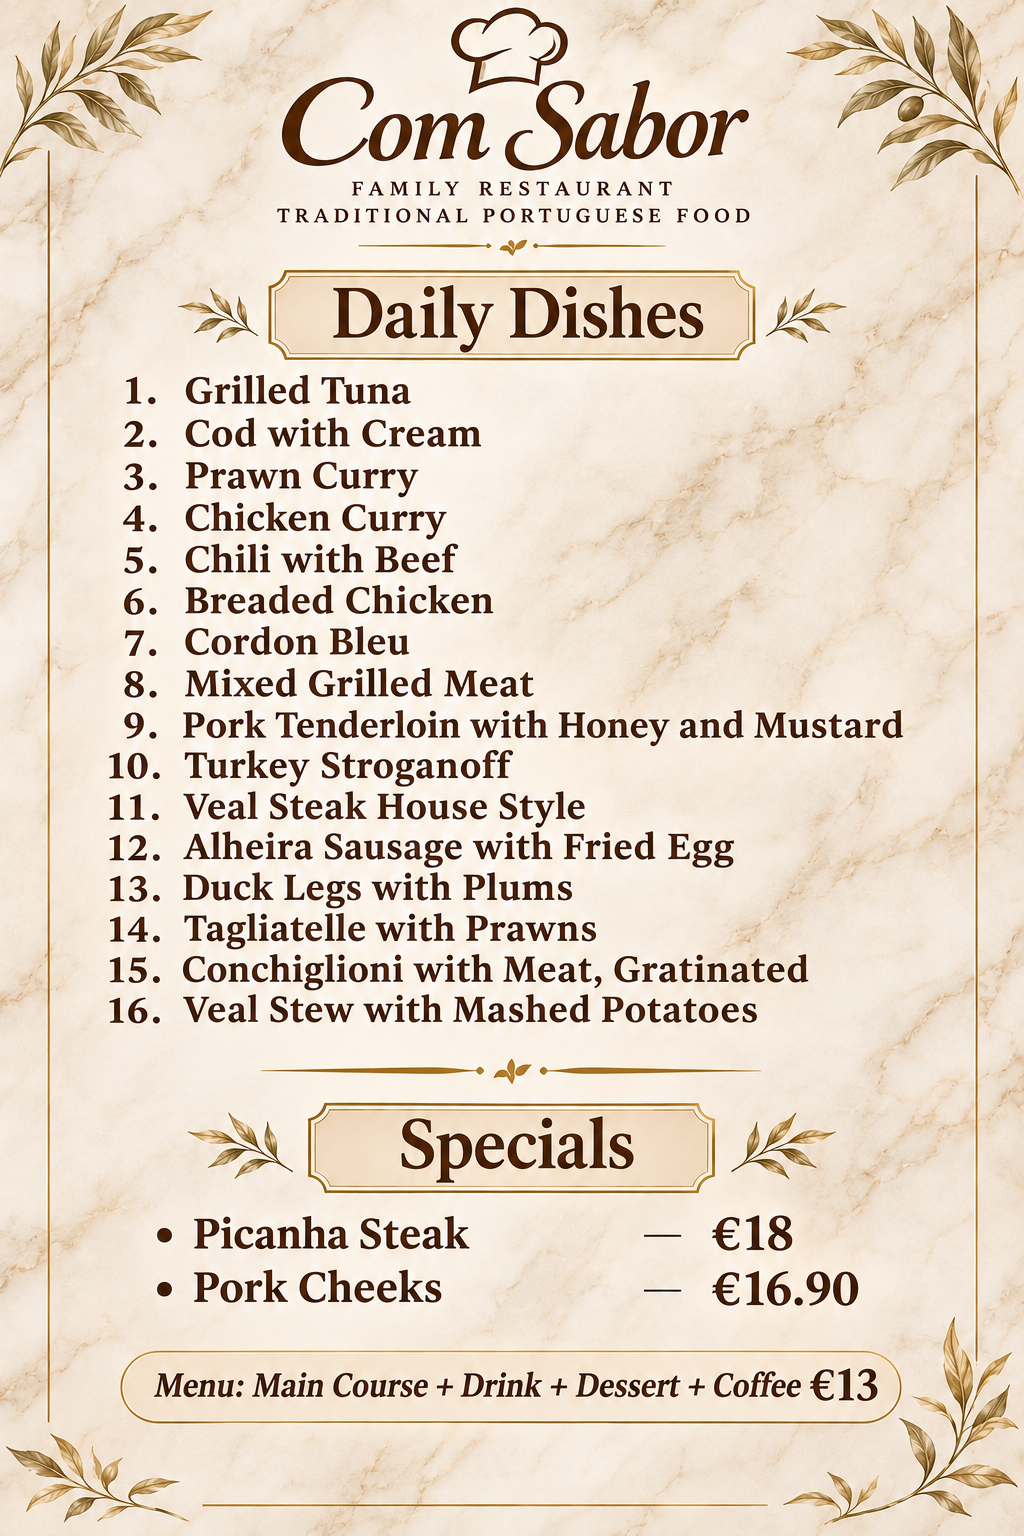 Com Sabor
FAMILY RESTAURANT
TRADITIONAL PORTUGUESE FOOD
Daily Dishes
1. Grilled Tuna
2. Cod with Cream
3. Prawn Curry
4. Chicken Curry
5. Chili with Beef
6. Breaded Chicken
7. Cordon Bleu
8. Mixed Grilled Meat
9. Pork Tenderloin with Honey and Mustard
10. Turkey Stroganoff
11. Veal Steak House Style
12. Alheira Sausage with Fried Egg
13. Duck Legs with Plums
14. Tagliatelle with Prawns
15. Conchiglioni with Meat, Gratinated
16. Veal Stew with Mashed Potatoes
Specials
• Picanha Steak — €18
• Pork Cheeks — €16.90
Menu: Main Course + Drink + Dessert + Coffee €13